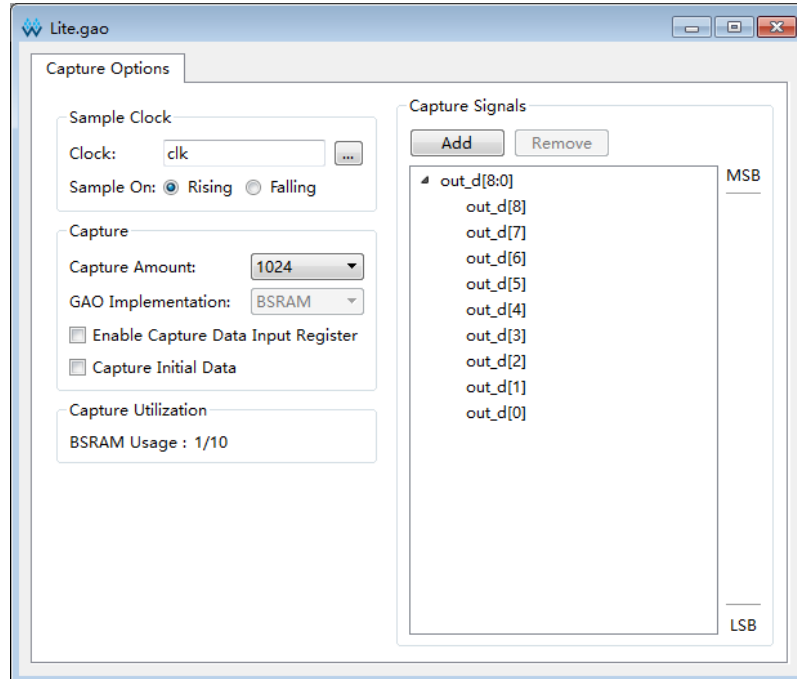 Lite.gao
Capture Options
Sample Clock
Clock: clk ...
Sample On: Rising Falling
Capture
Capture Amount: 1024
GAO Implementation: BSRAM
Enable Capture Data Input Register
Capture Initial Data
Capture Utilization
BSRAM Usage : 1/10
Capture Signals
Add Remove
out_d[8:0]
out_d[8]
out_d[7]
out_d[6]
out_d[5]
out_d[4]
out_d[3]
out_d[2]
out_d[1]
out_d[0]
MSB
LSB